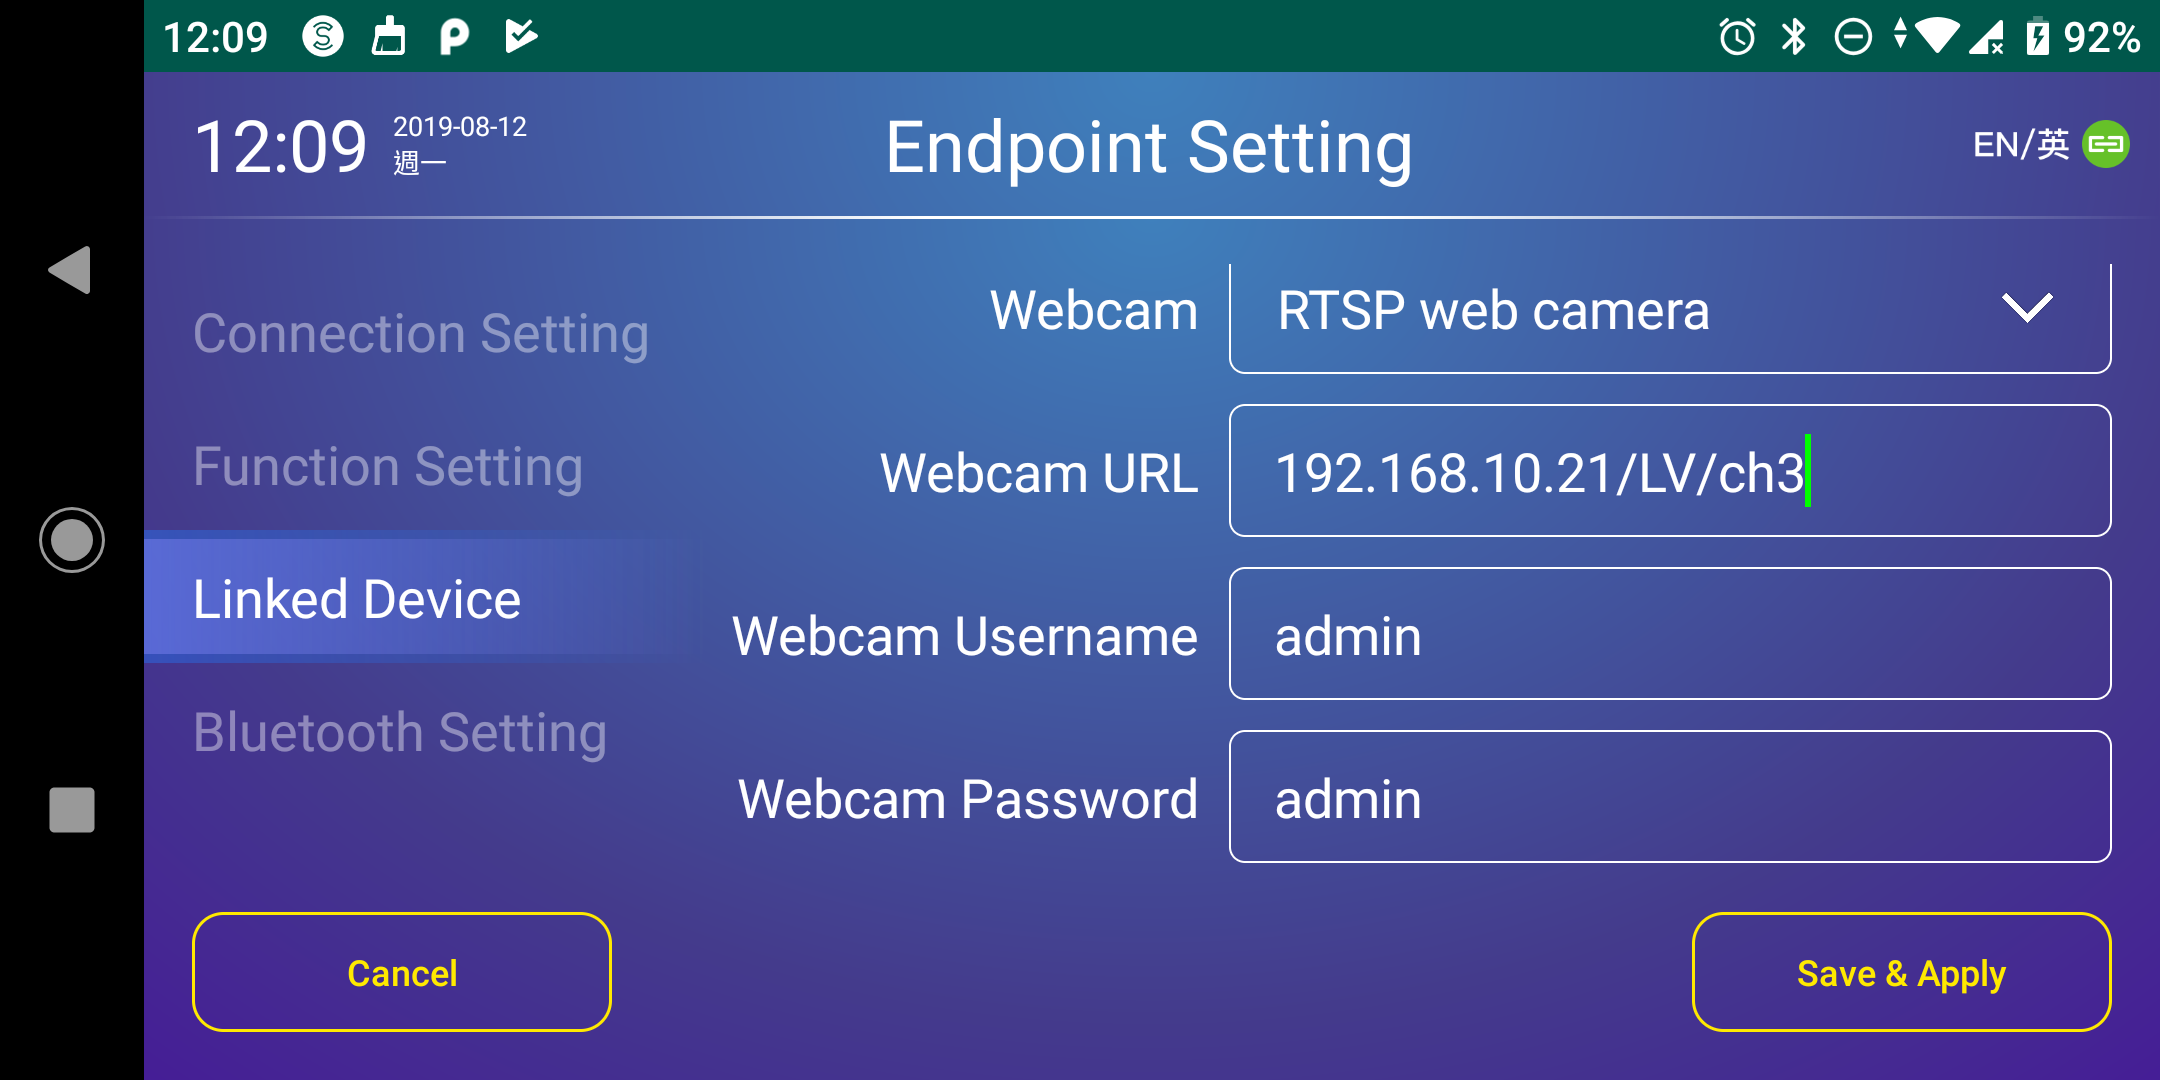 12:09
92%
12:09
2019-08-12
週一
Endpoint Setting
EN/英
Connection Setting
Function Setting
Linked Device
Bluetooth Setting
Webcam
RTSP web camera
Webcam URL
192.168.10.21/LV/ch3
Webcam Username
admin
Webcam Password
admin
Cancel
Save & Apply